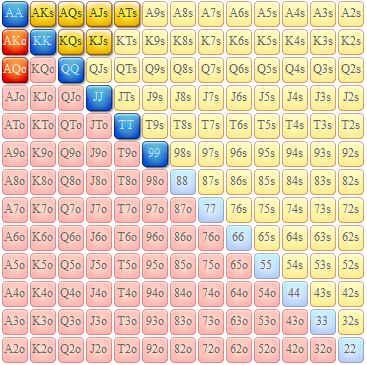 AA AKs AQs AJs ATs A9s A8s A7s A6s A5s A4s A3s A2s
AKo KK KQs KJs KTs K9s K8s K7s K6s K5s K4s K3s K2s
AQo KQo QQ QJs QTs Q9s Q8s Q7s Q6s Q5s Q4s Q3s Q2s
AJo KJo QJo JJ JTs J9s J8s J7s J6s J5s J4s J3s J2s
ATo KTo QTo JTo TT T9s T8s T7s T6s T5s T4s T3s T2s
A9o K9o Q9o J9o T9o 99 98s 97s 96s 95s 94s 93s 92s
A8o K8o Q8o J8o T8o 98o 88 87s 86s 85s 84s 83s 82s
A7o K7o Q7o J7o T7o 97o 87o 77 76s 75s 74s 73s 72s
A6o K6o Q6o J6o T6o 96o 86o 76o 66 65s 64s 63s 62s
A5o K5o Q5o J5o T5o 95o 85o 75o 65o 55 54s 53s 52s
A4o K4o Q4o J4o T4o 94o 84o 74o 64o 54o 44 43s 42s
A3o K3o Q3o J3o T3o 93o 83o 73o 63o 53o 43o 33 32s
A2o K2o Q2o J2o T2o 92o 82o 72o 62o 52o 42o 32o 22